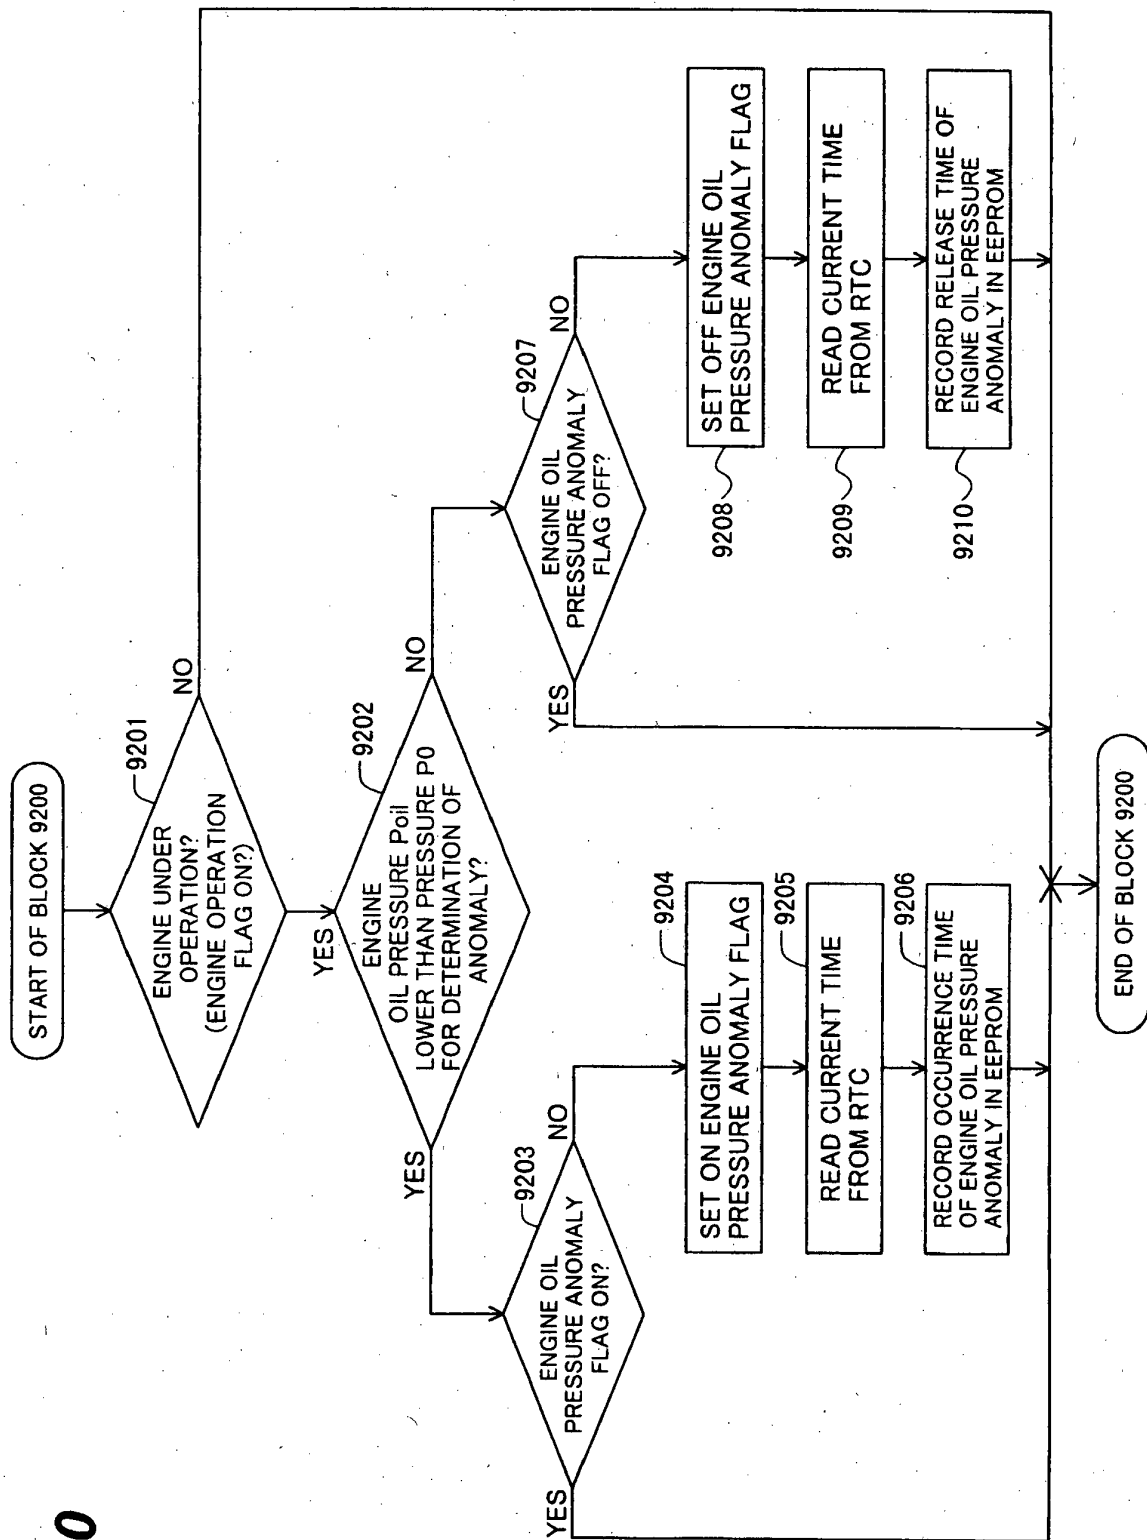 START OF BLOCK 9200
9201
ENGINE UNDER
OPERATION?
(ENGINE OPERATION
FLAG ON?)
NO
YES
9202
ENGINE
OIL PRESSURE Poil
LOWER THAN PRESSURE P0
FOR DETERMINATION OF
ANOMALY?
YES
NO
9203
ENGINE OIL
PRESSURE ANOMALY
FLAG ON?
YES
NO
9204
SET ON ENGINE OIL
PRESSURE ANOMALY FLAG
9205
READ CURRENT TIME
FROM RTC
9206
RECORD OCCURRENCE TIME
OF ENGINE OIL PRESSURE
ANOMALY IN EEPROM
9207
ENGINE OIL
PRESSURE ANOMALY
FLAG OFF?
YES
NO
9208
SET OFF ENGINE OIL
PRESSURE ANOMALY FLAG
9209
READ CURRENT TIME
FROM RTC
9210
RECORD RELEASE TIME OF
ENGINE OIL PRESSURE
ANOMALY IN EEPROM
END OF BLOCK 9200
0